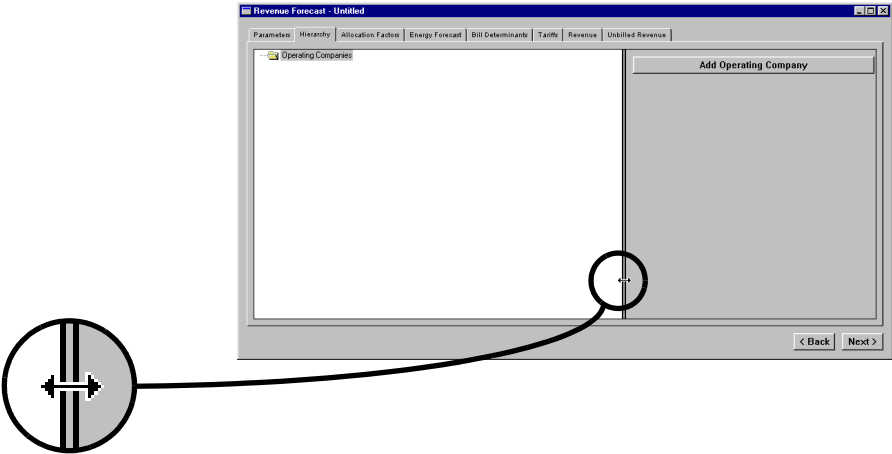 Revenue Forecast - Untitled
Parameters Hierarchy Allocation Factors Energy Forecast Bill Determinants Tariffs Revenue Unbilled Revenue
Operating Companies
Add Operating Company
< Back Next >